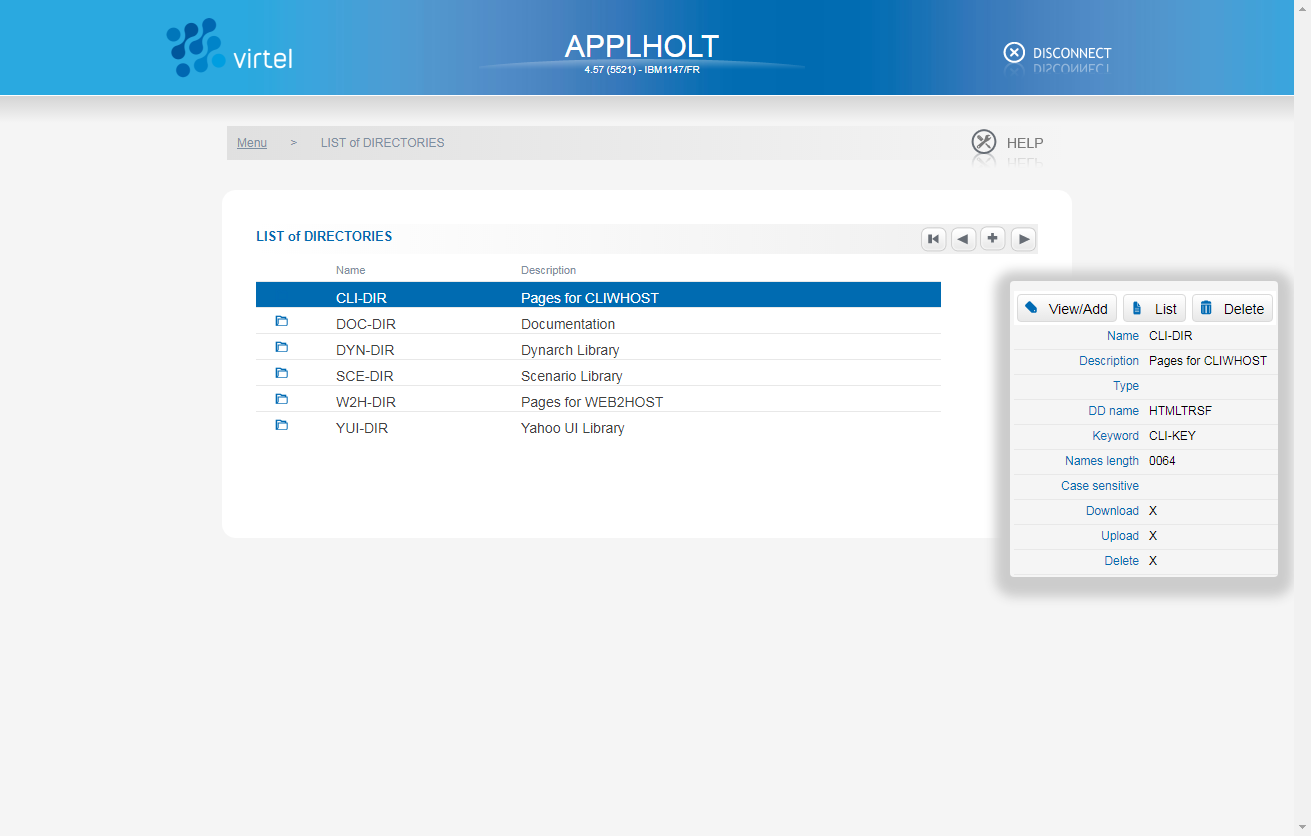 virtel
APPLHOLT
4.57 (5521) - IBM1147/FR
DISCONNECT
Menu > LIST of DIRECTORIES
HELP
LIST of DIRECTORIES
Name Description
CLI-DIR Pages for CLIWHOST
DOC-DIR Documentation
DYN-DIR Dynarch Library
SCE-DIR Scenario Library
W2H-DIR Pages for WEB2HOST
YUI-DIR Yahoo UI Library
View/Add List Delete
Name CLI-DIR
Description Pages for CLIWHOST
Type
DD name HTMLTRSF
Keyword CLI-KEY
Names length 0064
Case sensitive
Download X
Upload X
Delete X